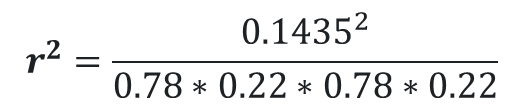 r² = 0.1435² / 0.78 * 0.22 * 0.78 * 0.22